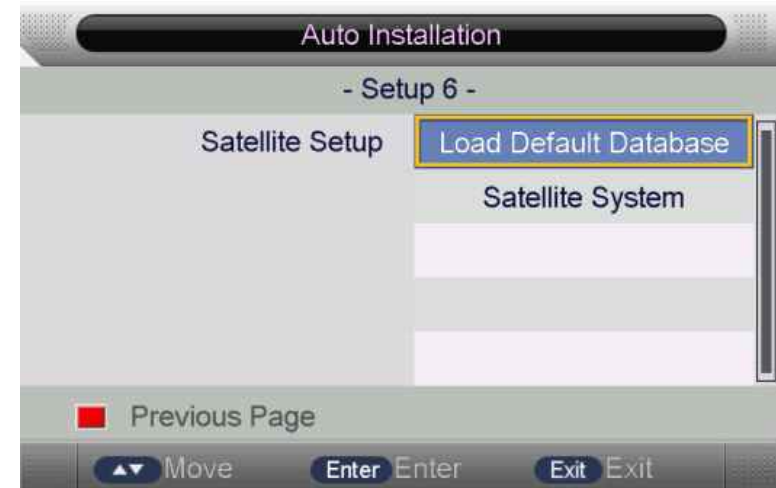 Auto Installation
- Setup 6 -
Satellite Setup Load Default Database
Satellite System
Previous Page
Move Enter Enter Exit Exit